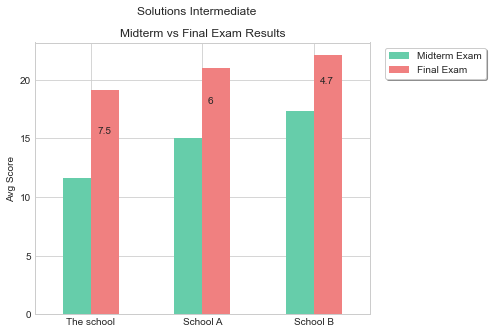 Solutions Intermediate
Midterm vs Final Exam Results
Midterm Exam
Final Exam
Avg Score
20
15
10
5
0
7.5
6
4.7
The school
School A
School B